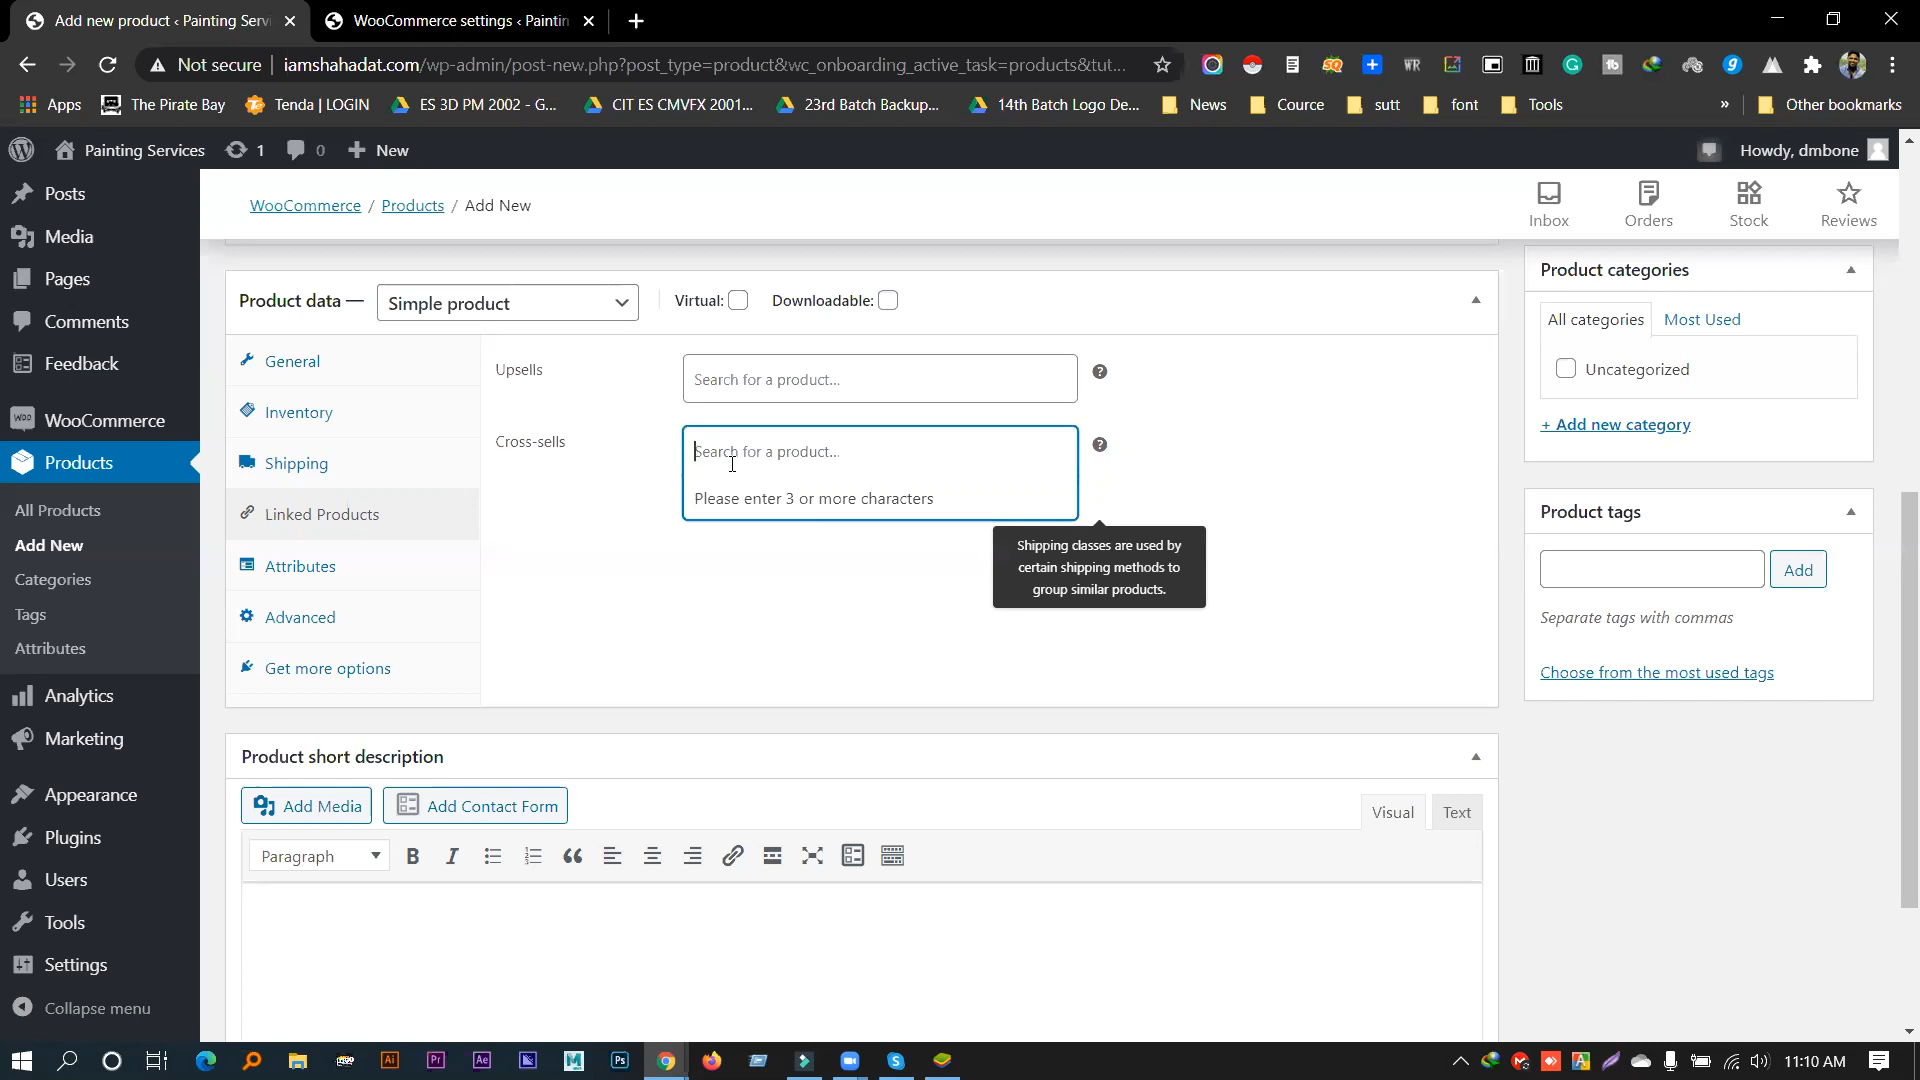 Add new product ‹ Painting Servi
WooCommerce settings ‹ Paintin
Not secure
iamshahadat.com/wp-admin/post-new.php?post_type=product&wc_onboarding_active_task=products&tut...
Apps
The Pirate Bay
Tenda | LOGIN
ES 3D PM 2002 - G...
CIT ES CMVFX 2001...
23rd Batch Backup...
14th Batch Logo De...
News
Cource
sutt
font
Tools
»
Other bookmarks
Painting Services
1
0
New
Howdy, dmbone
Posts
Media
Pages
Comments
Feedback
WooCommerce
Products
All Products
Add New
Categories
Tags
Attributes
Analytics
Marketing
Appearance
Plugins
Users
Tools
Settings
Collapse menu
WooCommerce / Products / Add New
Inbox
Orders
Stock
Reviews
Product data —
Simple product
Virtual:
Downloadable:
General
Inventory
Shipping
Linked Products
Attributes
Advanced
Get more options
Upsells
Search for a product...
Cross-sells
Search for a product...
Please enter 3 or more characters
Shipping classes are used by
certain shipping methods to
group similar products.
Product short description
Add Media
Add Contact Form
Visual
Text
Paragraph
Product categories
All categories
Most Used
Uncategorized
+ Add new category
Product tags
Add
Separate tags with commas
Choose from the most used tags
11:10 AM